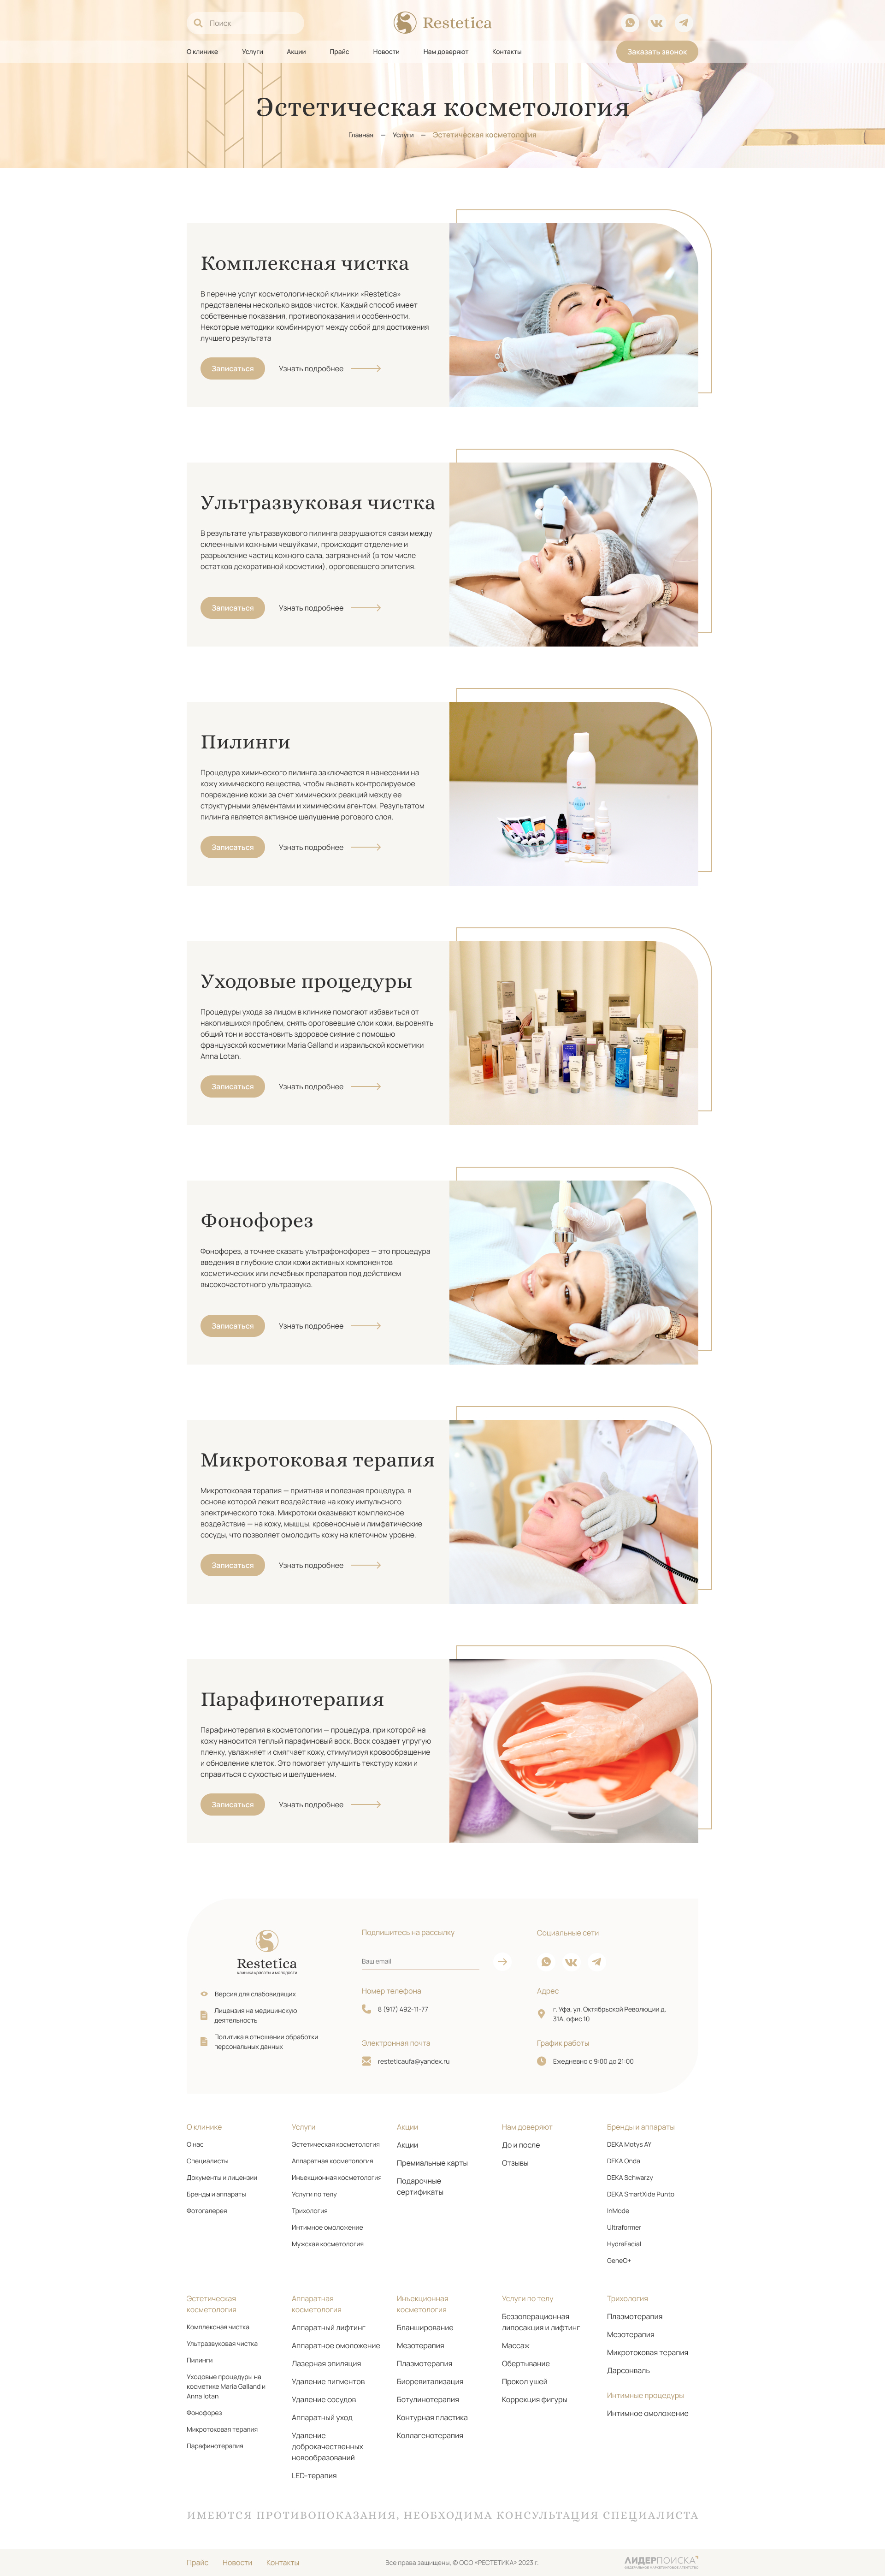 Поиск
Restetica
О клинике
Услуги
Акции
Прайс
Новости
Нам доверяют
Контакты
Заказать звонок
Эстетическая косметология
Главная — Услуги — Эстетическая косметология
Комплексная чистка
В перечне услуг косметологической клиники «Restetica»
представлены несколько видов чисток. Каждый способ имеет
собственные показания, противопоказания и особенности.
Некоторые методики комбинируют между собой для достижения
лучшего результата
Записаться
Узнать подробнее
Ультразвуковая чистка
В результате ультразвукового пилинга разрушаются связи между
склеенными кожными чешуйками, происходит отделение и
разрыхление частиц кожного сала, загрязнений (в том числе
остатков декоративной косметики), ороговевшего эпителия.
Записаться
Узнать подробнее
Пилинги
Процедура химического пилинга заключается в нанесении на
кожу химического вещества, чтобы вызвать контролируемое
повреждение кожи за счет химических реакций между ее
структурными элементами и химическим агентом. Результатом
пилинга является активное шелушение рогового слоя.
Записаться
Узнать подробнее
Уходовые процедуры
Процедуры ухода за лицом в клинике помогают избавиться от
накопившихся проблем, снять ороговевшие слои кожи, выровнять
общий тон и восстановить здоровое сияние с помощью
французской косметики Maria Galland и израильской косметики
Anna Lotan.
Записаться
Узнать подробнее
Фонофорез
Фонофорез, а точнее сказать ультрафонофорез — это процедура
введения в глубокие слои кожи активных компонентов
косметических или лечебных препаратов под действием
высокочастотного ультразвука.
Записаться
Узнать подробнее
Микротоковая терапия
Микротоковая терапия — приятная и полезная процедура, в
основе которой лежит воздействие на кожу импульсного
электрического тока. Микротоки оказывают комплексное
воздействие — на кожу, мышцы, кровеносные и лимфатические
сосуды, что позволяет омолодить кожу на клеточном уровне.
Записаться
Узнать подробнее
Парафинотерапия
Парафинотерапия в косметологии — процедура, при которой на
кожу наносится теплый парафиновый воск. Воск создает упругую
пленку, увлажняет и смягчает кожу, стимулируя кровообращение
и обновление клеток. Это помогает улучшить текстуру кожи и
справиться с сухостью и шелушением.
Записаться
Узнать подробнее
Restetica
клиника красоты и молодости
Версия для слабовидящих
Лицензия на медицинскую
деятельность
Политика в отношении обработки
персональных данных
Подпишитесь на рассылку
Ваш email
Номер телефона
8 (917) 492-11-77
Электронная почта
resteticaufa@yandex.ru
Социальные сети
Адрес
г. Уфа, ул. Октябрьской Революции д.
31А, офис 10
График работы
Ежедневно с 9:00 до 21:00
О клинике
О нас
Специалисты
Документы и лицензии
Бренды и аппараты
Фотогалерея
Услуги
Эстетическая косметология
Аппаратная косметология
Инъекционная косметология
Услуги по телу
Трихология
Интимное омоложение
Мужская косметология
Акции
Акции
Премиальные карты
Подарочные
сертификаты
Нам доверяют
До и после
Отзывы
Бренды и аппараты
DEKA Motys AY
DEKA Onda
DEKA Schwarzy
DEKA SmartXide Punto
InMode
Ultraformer
HydraFacial
GeneO+
Эстетическая
косметология
Комплексная чистка
Ультразвуковая чистка
Пилинги
Уходовые процедуры на
косметике Maria Galland и
Anna lotan
Фонофорез
Микротоковая терапия
Парафинотерапия
Аппаратная
косметология
Аппаратный лифтинг
Аппаратное омоложение
Лазерная эпиляция
Удаление пигментов
Удаление сосудов
Аппаратный уход
Удаление
доброкачественных
новообразований
LED-терапия
Инъекционная
косметология
Бланширование
Мезотерапия
Плазмотерапия
Биоревитализация
Ботулинотерапия
Контурная пластика
Коллагенотерапия
Услуги по телу
Безоперационная
липосакция и лифтинг
Массаж
Обертывание
Прокол ушей
Коррекция фигуры
Трихология
Плазмотерапия
Мезотерапия
Микротоковая терапия
Дарсонваль
Интимные процедуры
Интимное омоложение
ИМЕЮТСЯ ПРОТИВОПОКАЗАНИЯ, НЕОБХОДИМА КОНСУЛЬТАЦИЯ СПЕЦИАЛИСТА
Прайс
Новости
Контакты
Все права защищены, © ООО «РЕСТЕТИКА» 2023 г.
ЛИДЕРПОИСКА